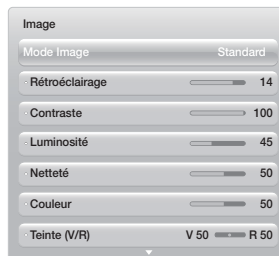 Image
Mode Image Standard
· Rétroéclairage 14
· Contraste 100
· Luminosité 45
· Netteté 50
· Couleur 50
· Teinte (V/R) V 50 R 50